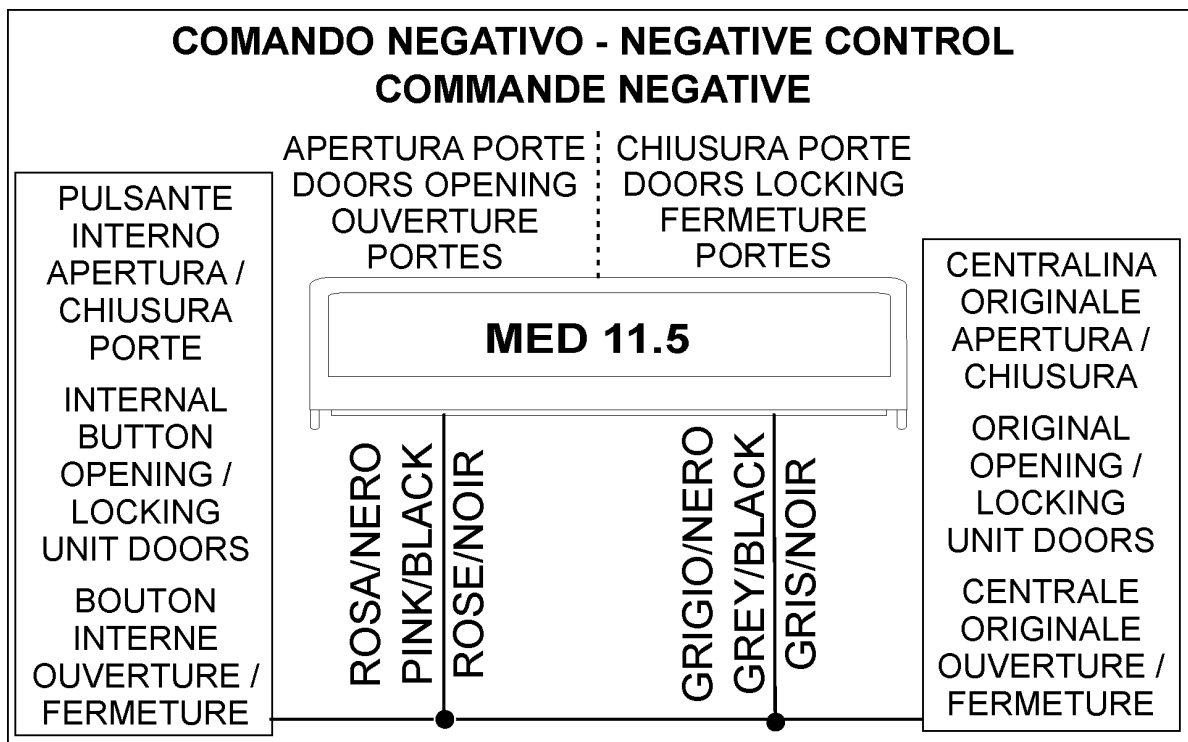 COMANDO NEGATIVO - NEGATIVE CONTROL
COMMANDE NEGATIVE
APERTURA PORTE
DOORS OPENING
OUVERTURE
PORTES
CHIUSURA PORTE
DOORS LOCKING
FERMETURE
PORTES
PULSANTE
INTERNO
APERTURA /
CHIUSURA
PORTE
INTERNAL
BUTTON
OPENING /
LOCKING
UNIT DOORS
BOUTON
INTERNE
OUVERTURE /
FERMETURE
MED 11.5
ROSA/NERO
PINK/BLACK
ROSE/NOIR
GRIGIO/NERO
GREY/BLACK
GRIS/NOIR
CENTRALINA
ORIGINALE
APERTURA /
CHIUSURA
ORIGINAL
OPENING /
LOCKING
UNIT DOORS
CENTRALE
ORIGINALE
OUVERTURE /
FERMETURE